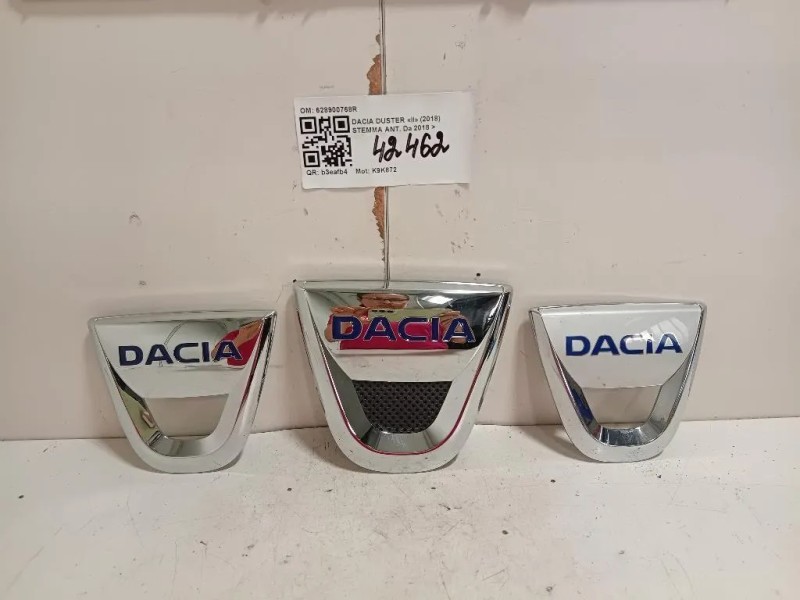 OM: 628900768R
DACIA DUSTER «II» (2018)
STEMMA ANT. Da 2018 >
42462
QR: b3eafb4 Mot: K9K872
DACIA
DACIA
DACIA